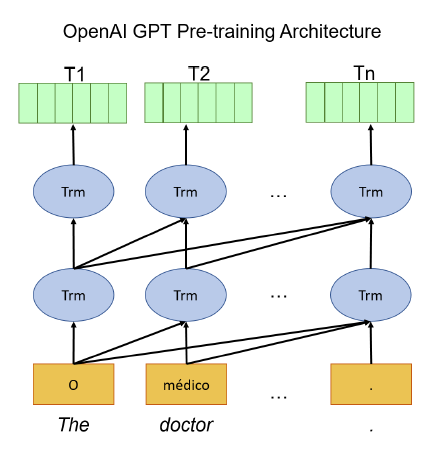 OpenAI GPT Pre-training Architecture
T1 T2 Tn
Trm Trm ... Trm
Trm Trm ... Trm
O médico ... .
The doctor .